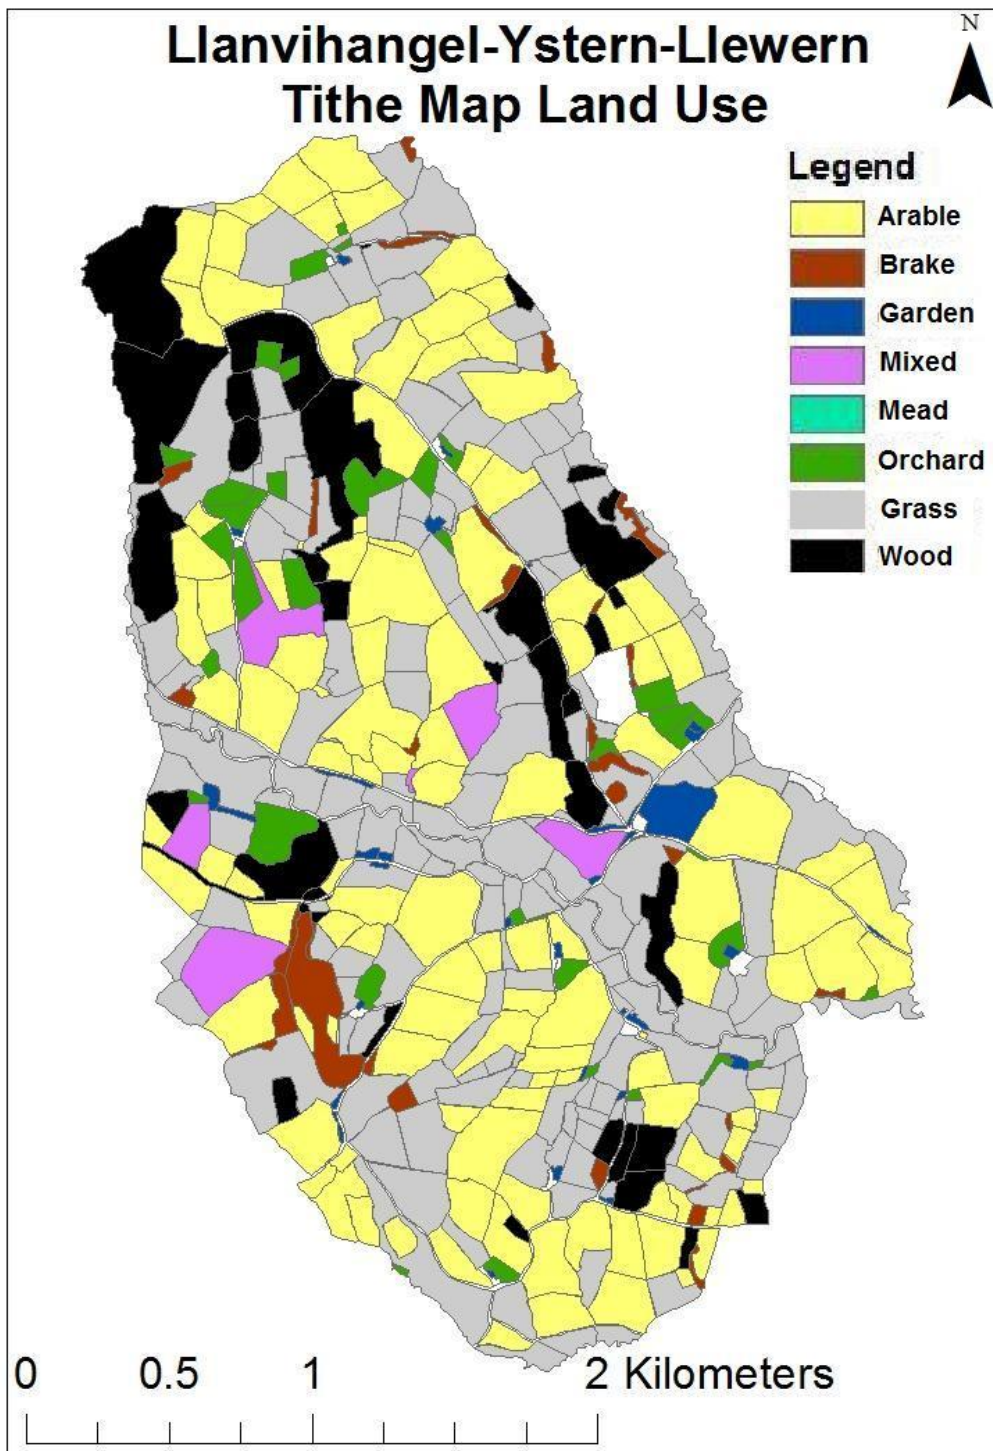 Llanvihangel-Ystern-Llewern
Tithe Map Land Use
N
Legend
Arable
Brake
Garden
Mixed
Mead
Orchard
Grass
Wood
0 0.5 1 2 Kilometers